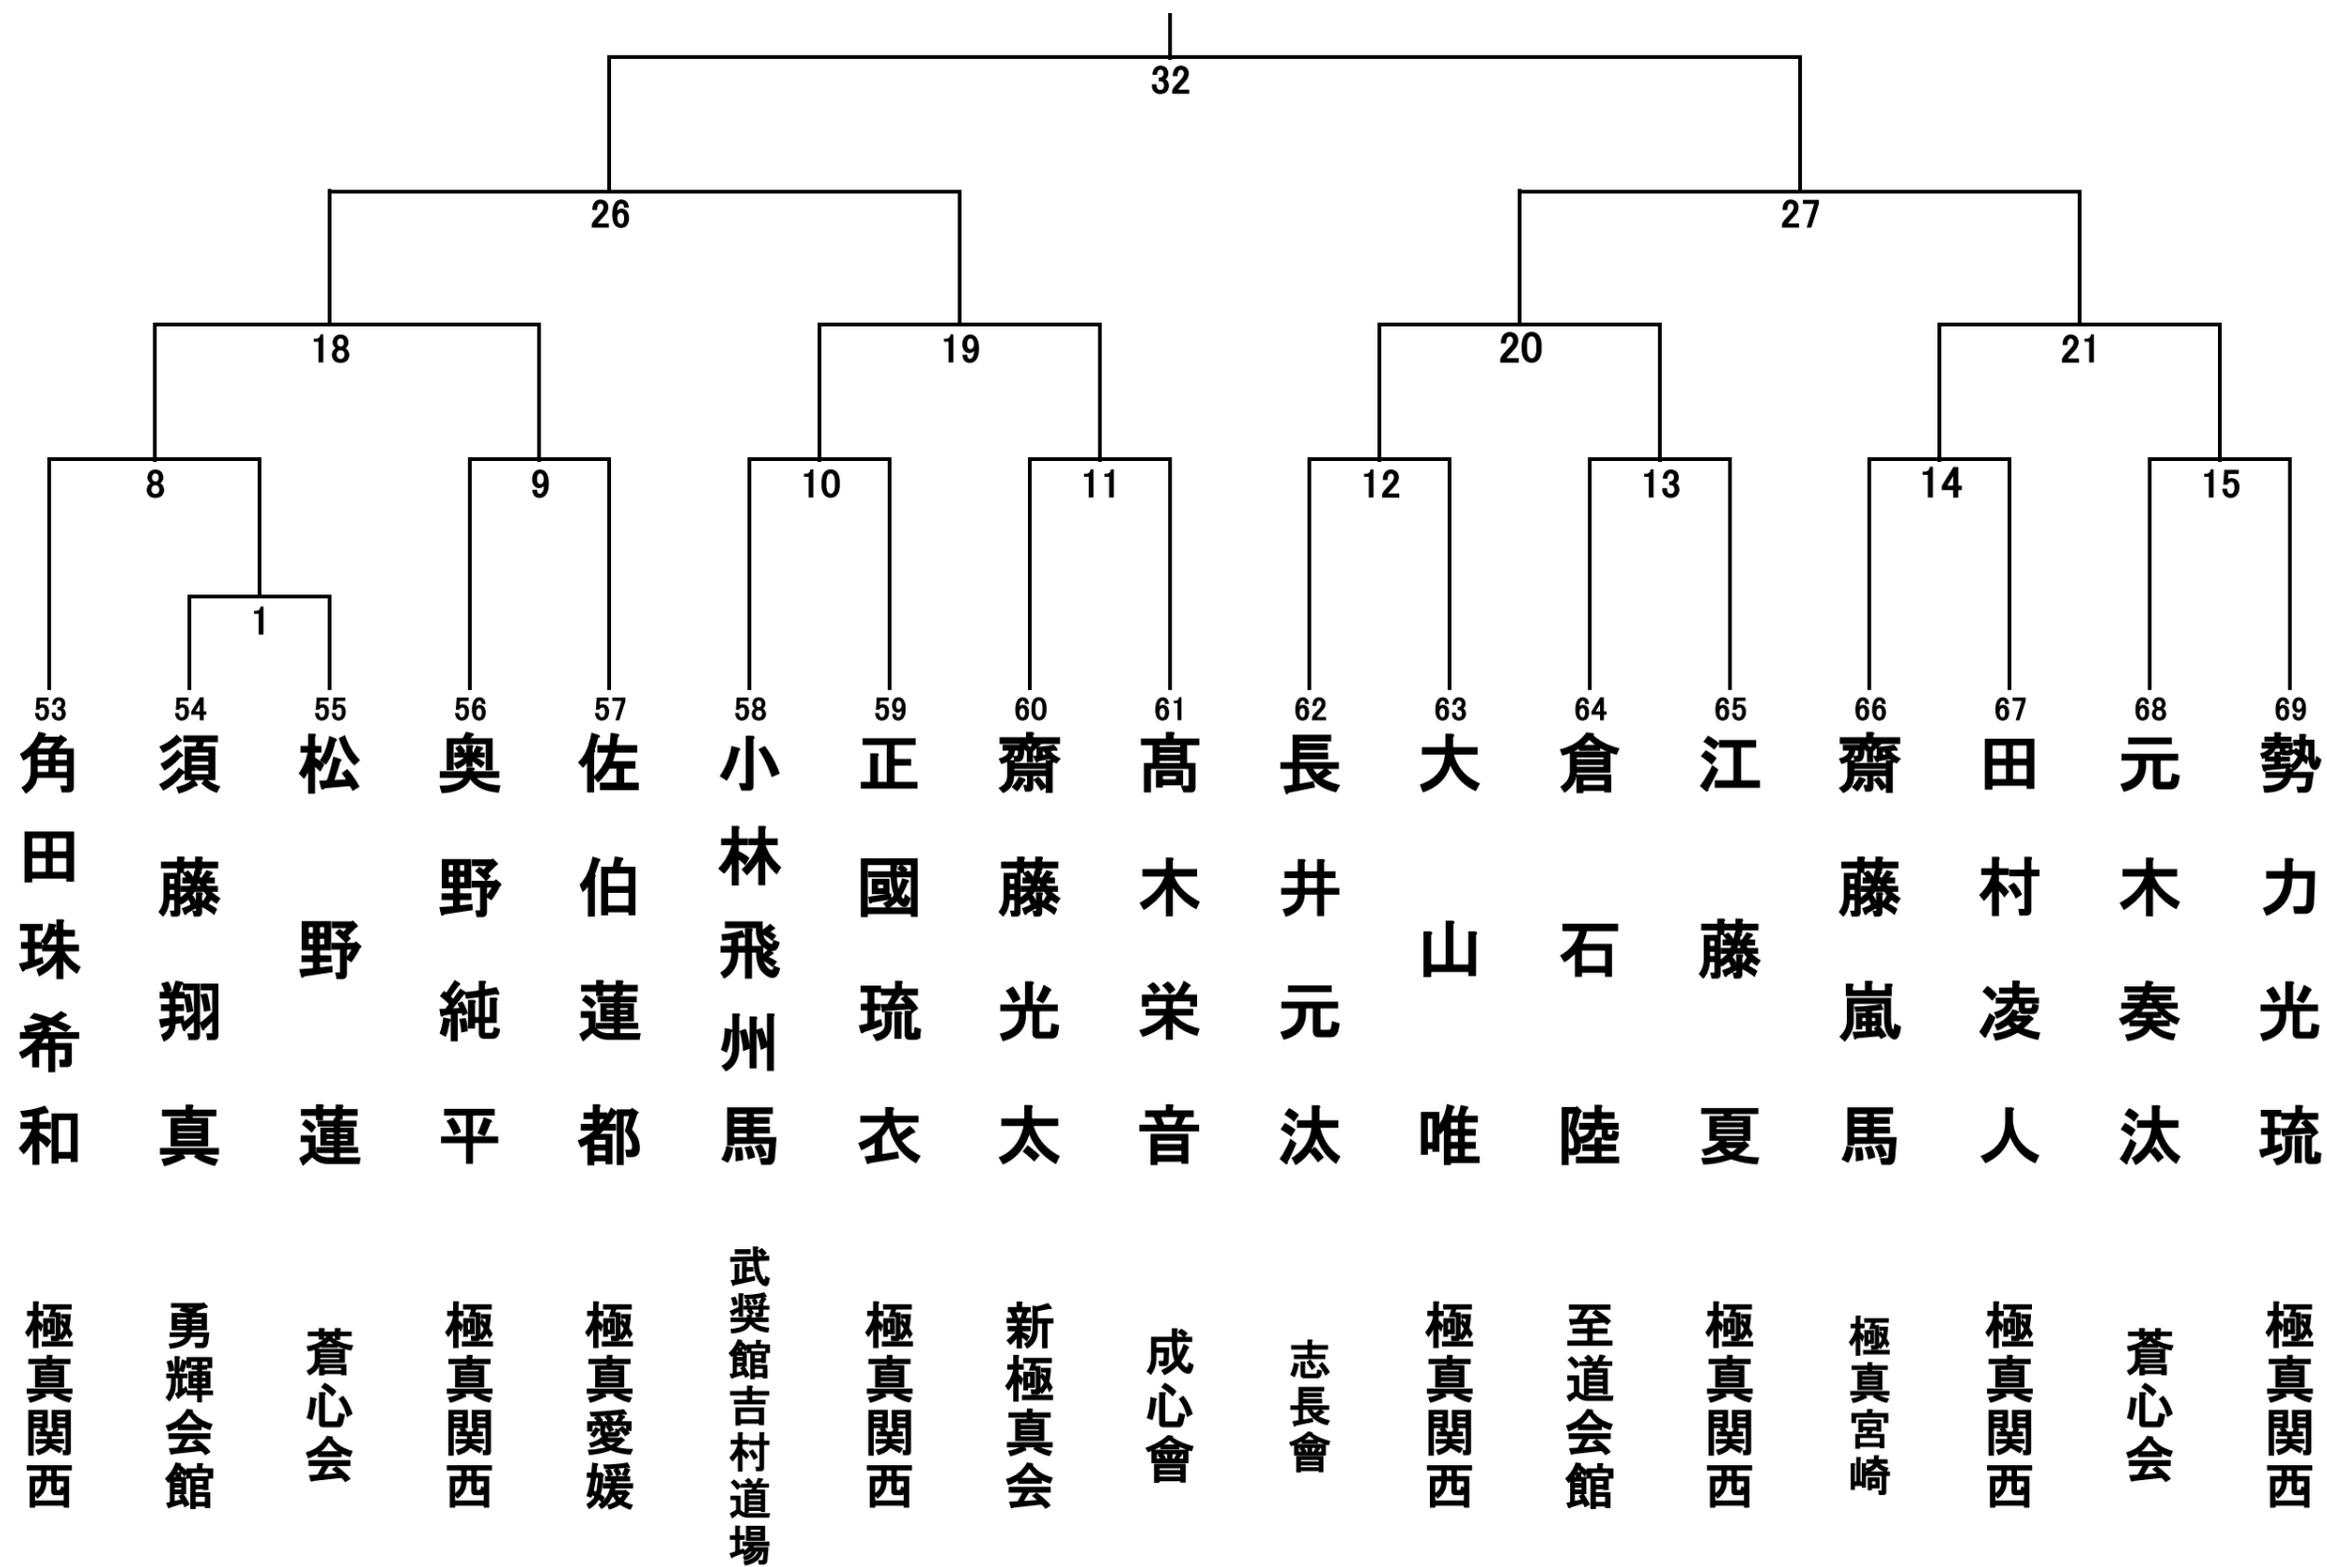 32
26
27
18
19
20
21
8
9
10
11
12
13
14
15
1
53
54
55
56
57
58
59
60
61
62
63
64
65
66
67
68
69
角田珠希和
須藤翔真
松野蓮
奥野純平
佐伯蓮都
小林飛州馬
正國琉衣
齋藤光太
髙木栄音
長井元汰
大山唯
倉石陸
江藤夏
齋藤嵐馬
田村凌人
元木奏汰
勢力光琉
極真関西
勇輝会館
蒼心会
極真関西
極真愛媛
武奨館吉村道場
極真関西
新極真会
成心會
志長會
極真関西
至道会館
極真関西
極真宮崎
極真関西
蒼心会
極真関西